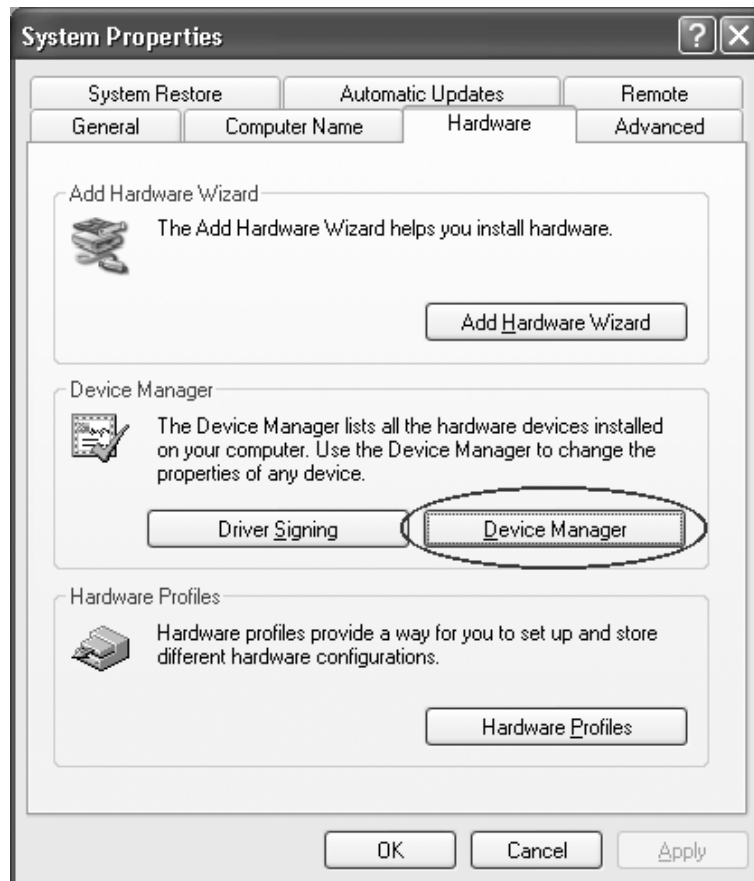 System Properties
?
System Restore
Automatic Updates
Remote
General
Computer Name
Hardware
Advanced
Add Hardware Wizard
The Add Hardware Wizard helps you install hardware.
Add Hardware Wizard
Device Manager
The Device Manager lists all the hardware devices installed
on your computer. Use the Device Manager to change the
properties of any device.
Driver Signing
Device Manager
Hardware Profiles
Hardware profiles provide a way for you to set up and store
different hardware configurations.
Hardware Profiles
OK
Cancel
Apply